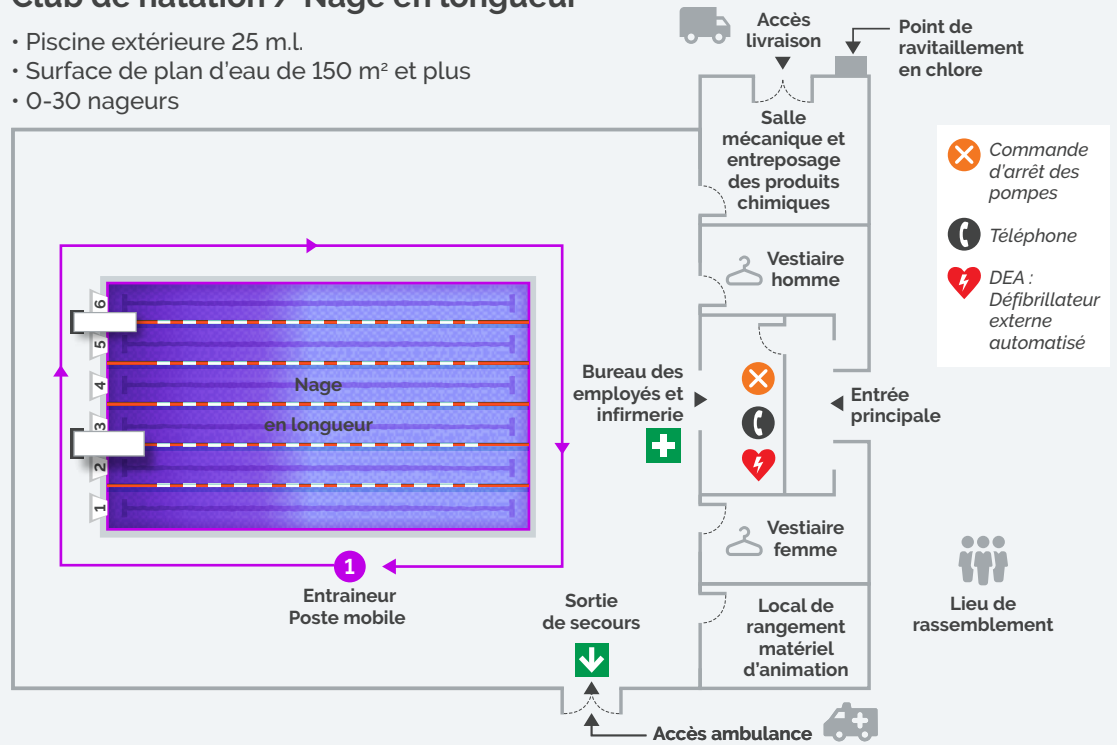 Club de natation / Nage en longueur
• Piscine extérieure 25 m.l.
• Surface de plan d'eau de 150 m² et plus
• 0-30 nageurs
Accès
livraison
Point de
ravitaillement
en chlore
Salle
mécanique et
entreposage
des produits
chimiques
Commande
d'arrêt des
pompes
Téléphone
DEA :
Défibrillateur
externe
automatisé
Vestiaire
homme
6
5
4
3
2
1
Nage
en longueur
Bureau des
employés et
infirmerie
Entrée
principale
Vestiaire
femme
1
Entraineur
Poste mobile
Sortie
de secours
Local de
rangement
matériel
d'animation
Lieu de
rassemblement
Accès ambulance